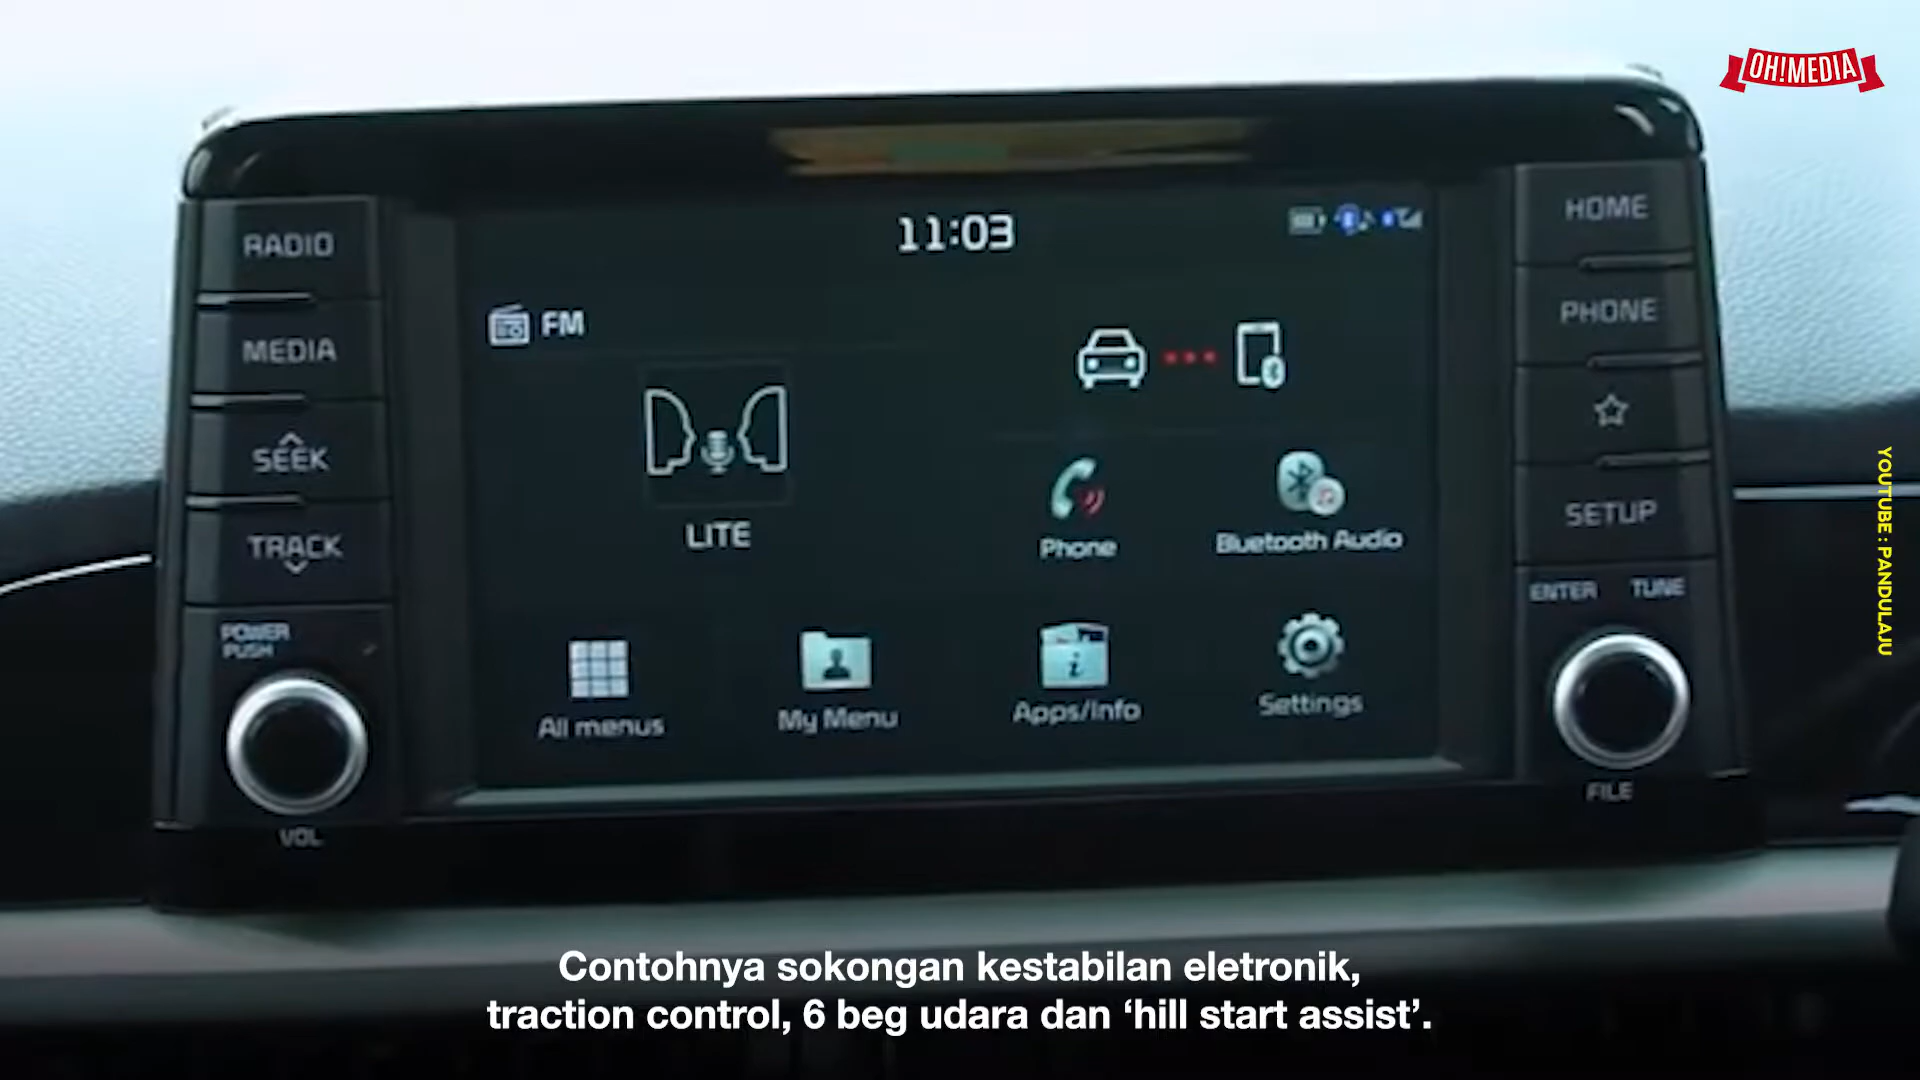 OH!MEDIA
RADIO
MEDIA
SEEK
TRACK
POWER
PUSH
VOL
11:03
FM
LITE
Phone
Bluetooth Audio
All menus
My Menu
Apps/Info
Settings
HOME
PHONE
SETUP
ENTER TUNE
FILE
YOUTUBE : PANDULAJU
Contohnya sokongan kestabilan eletronik,
traction control, 6 beg udara dan ‘hill start assist’.